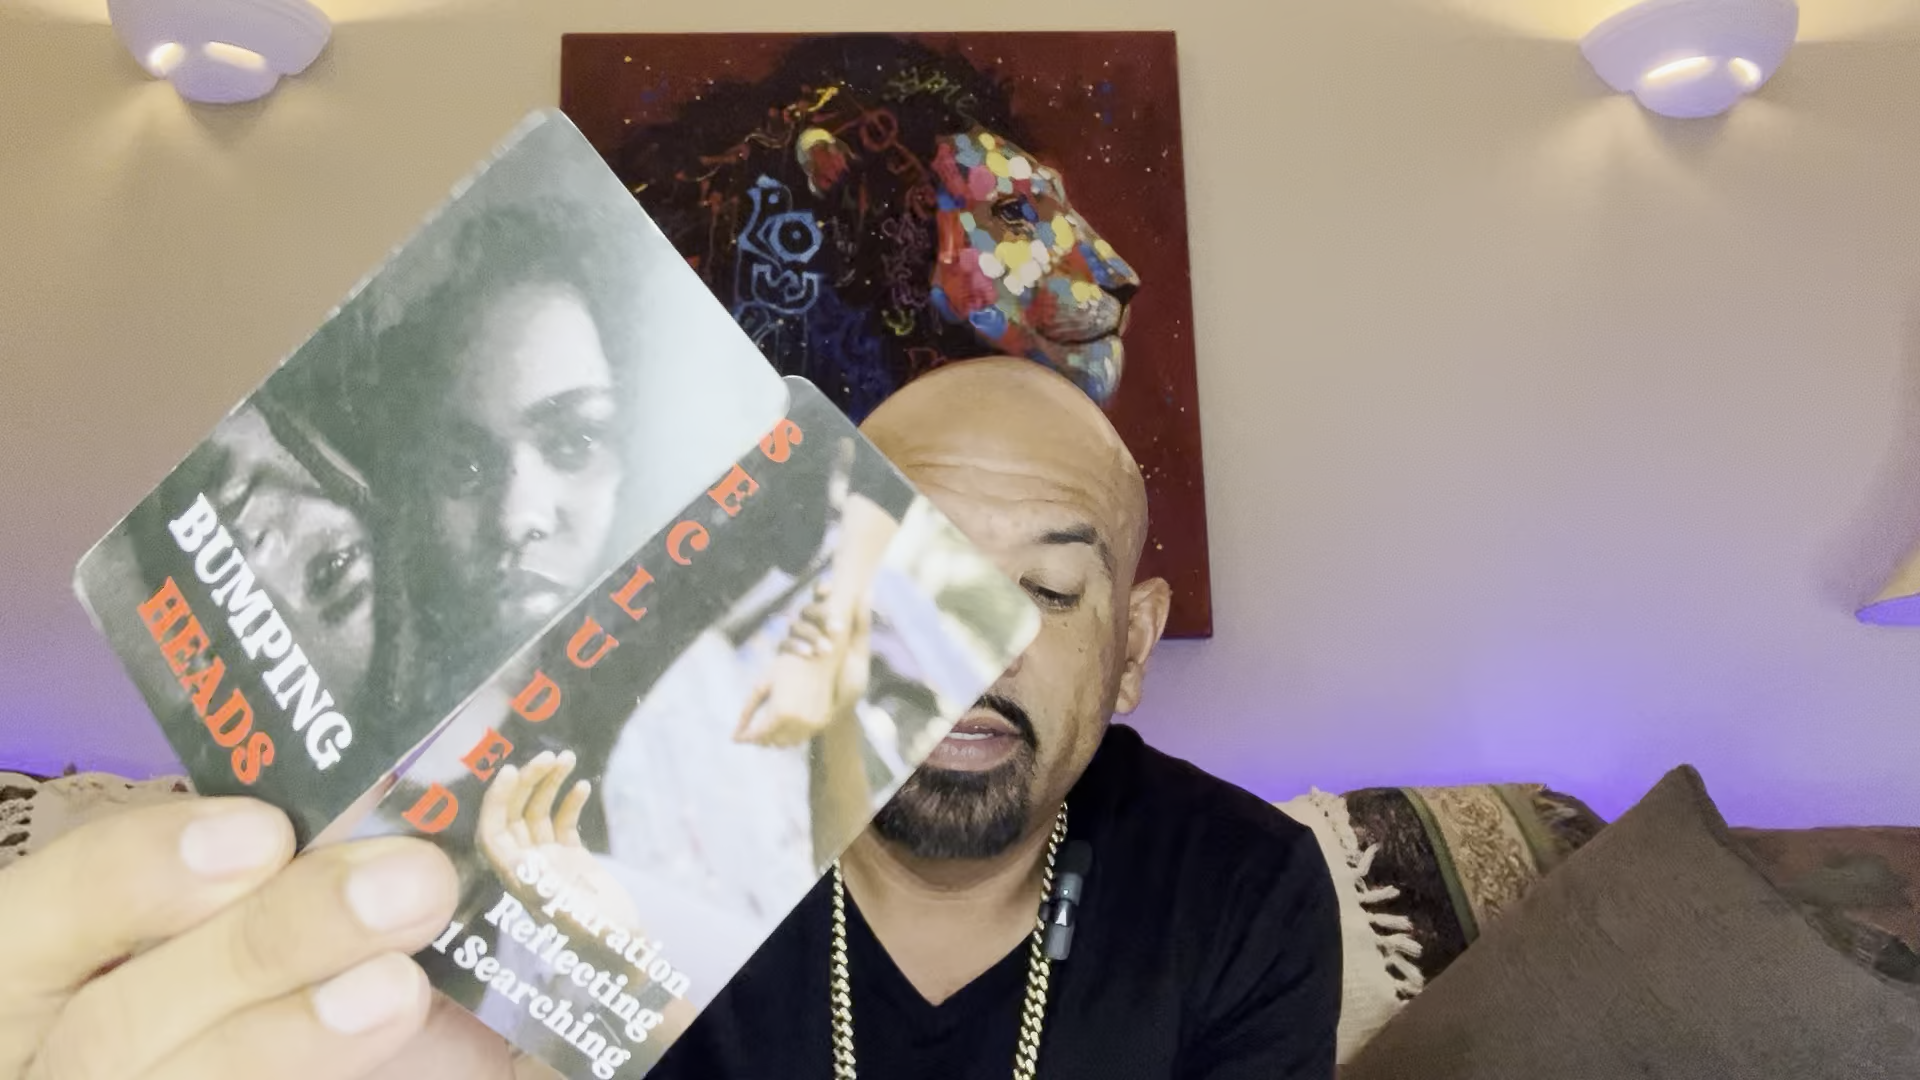 BUMPING
HEADS
SECLUDED
Separation
Reflecting
Searching